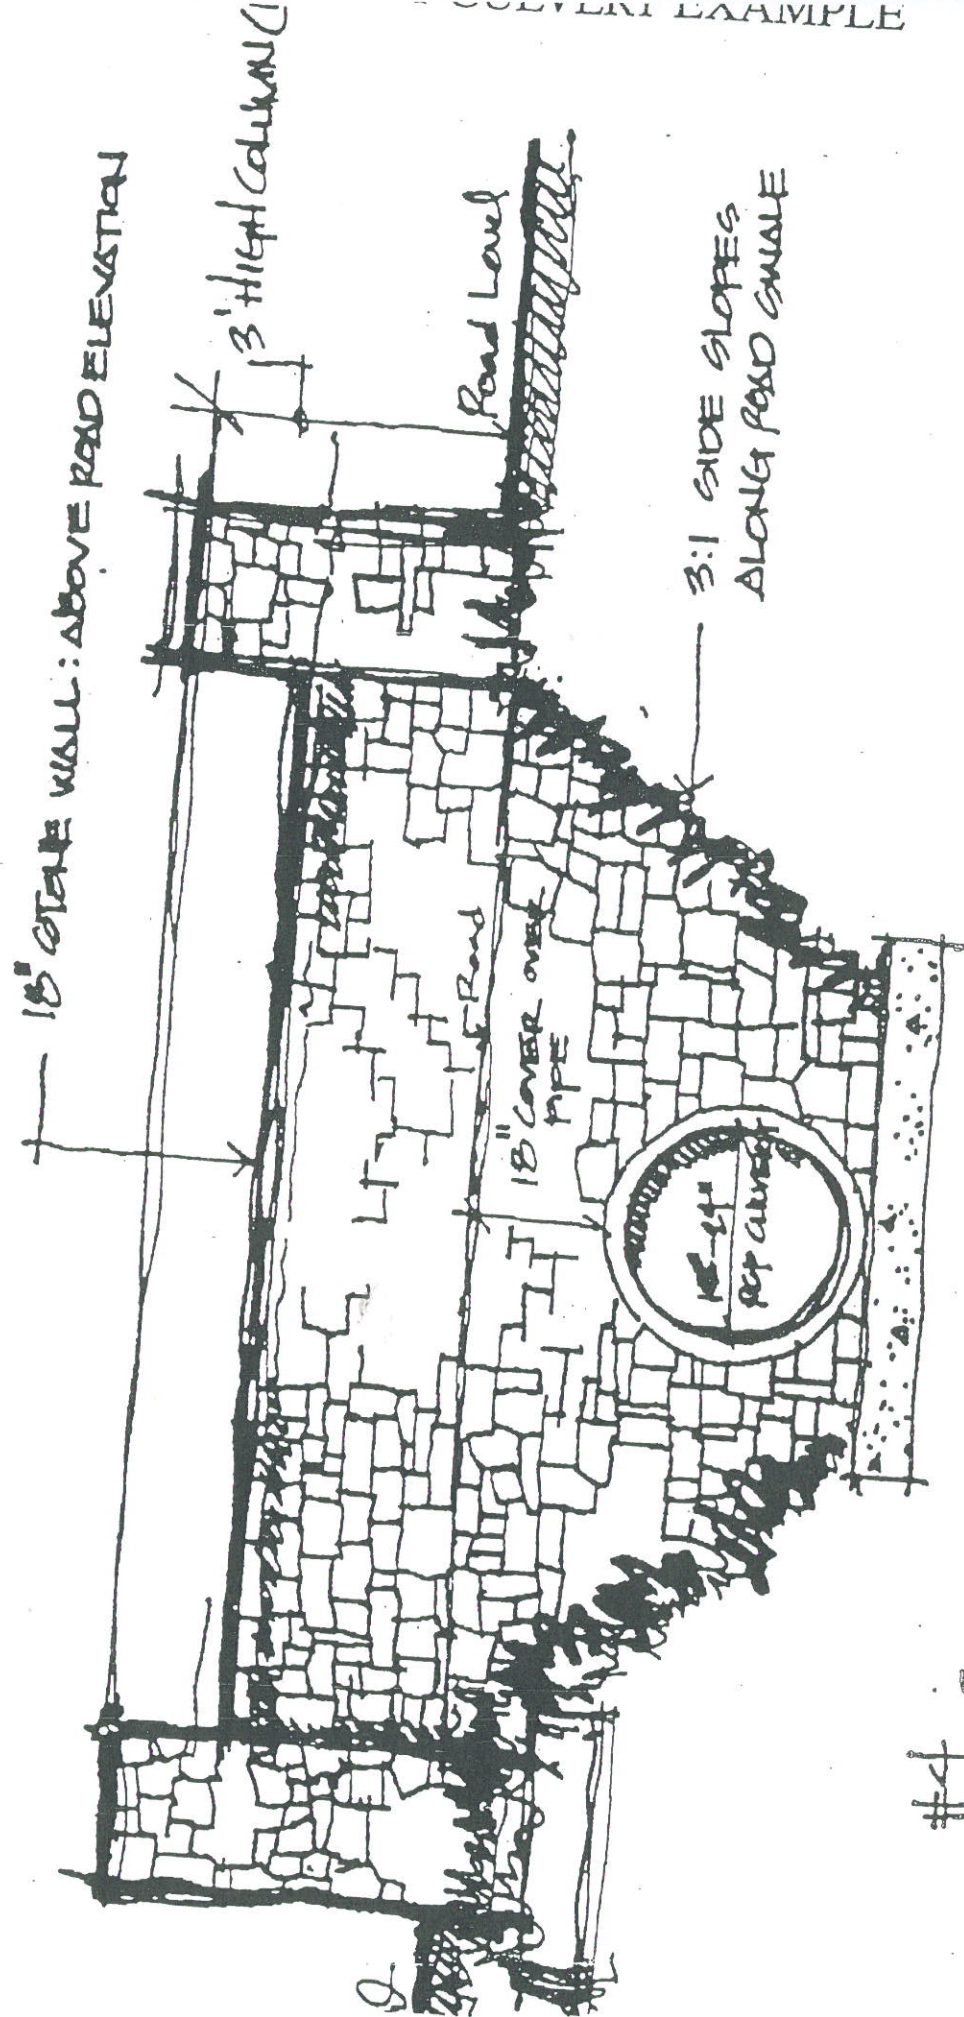 CULVERT EXAMPLE
18" STONE WALL: ABOVE ROAD ELEVATION
3' HIGH COLUMN
Road Level
Road
18" COVER OVER
PIPE
RCP CULVERT
3:1 SIDE SLOPES
ALONG ROAD SWALE
#4